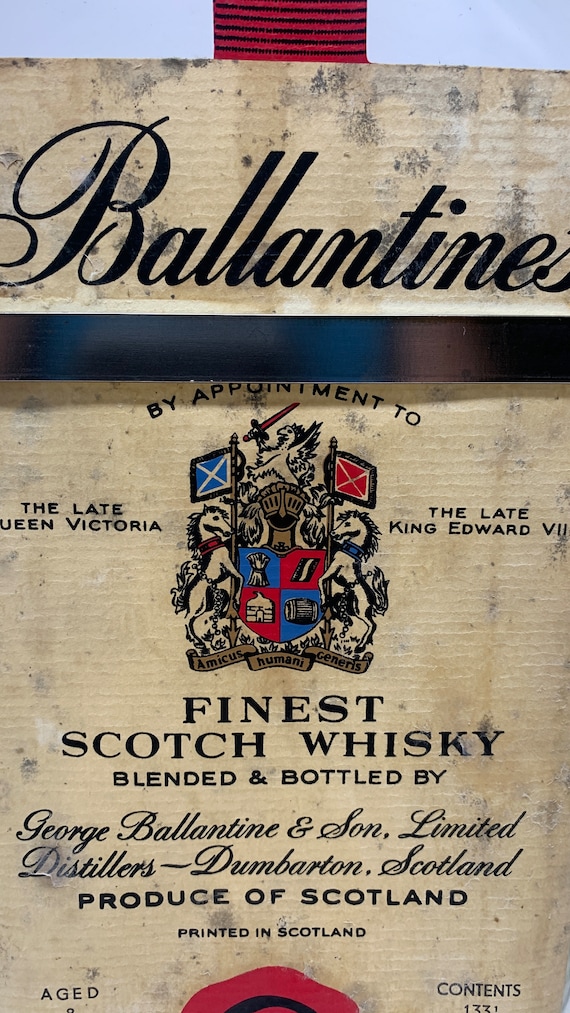 Ballantine's
BY APPOINTMENT TO
THE LATE
UEEN VICTORIA
THE LATE
KING EDWARD VII
Amicus humani Generis
FINEST
SCOTCH WHISKY
BLENDED & BOTTLED BY
George Ballantine & Son, Limited
Distillers—Dumbarton, Scotland
PRODUCE OF SCOTLAND
PRINTED IN SCOTLAND
AGED
CONTENTS